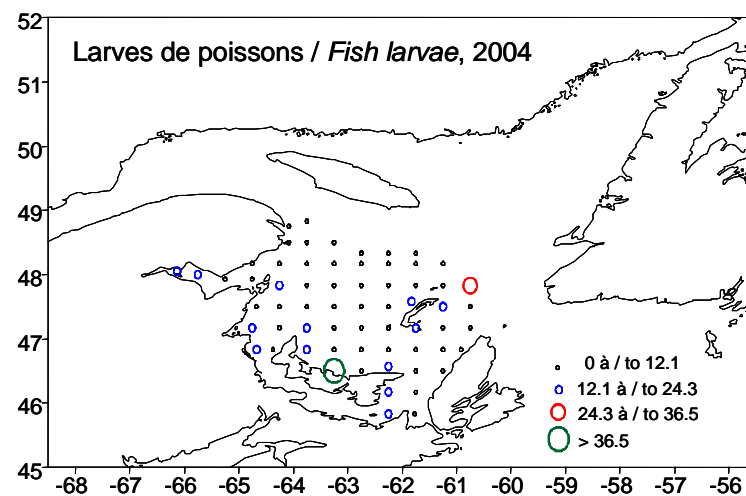 Larves de poissons / Fish larvae, 2004
52
51
50
49
48
47
46
45
0 à / to 12.1
12.1 à / to 24.3
24.3 à / to 36.5
> 36.5
-68 -67 -66 -65 -64 -63 -62 -61 -60 -59 -58 -57 -56